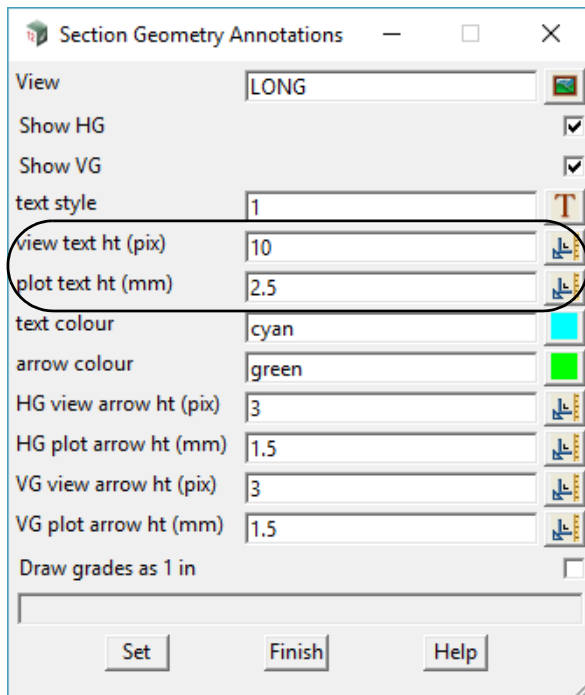 Section Geometry Annotations
View LONG
Show HG
Show VG
text style 1 T
view text ht (pix) 10
plot text ht (mm) 2.5
text colour cyan
arrow colour green
HG view arrow ht (pix) 3
HG plot arrow ht (mm) 1.5
VG view arrow ht (pix) 3
VG plot arrow ht (mm) 1.5
Draw grades as 1 in
Set Finish Help